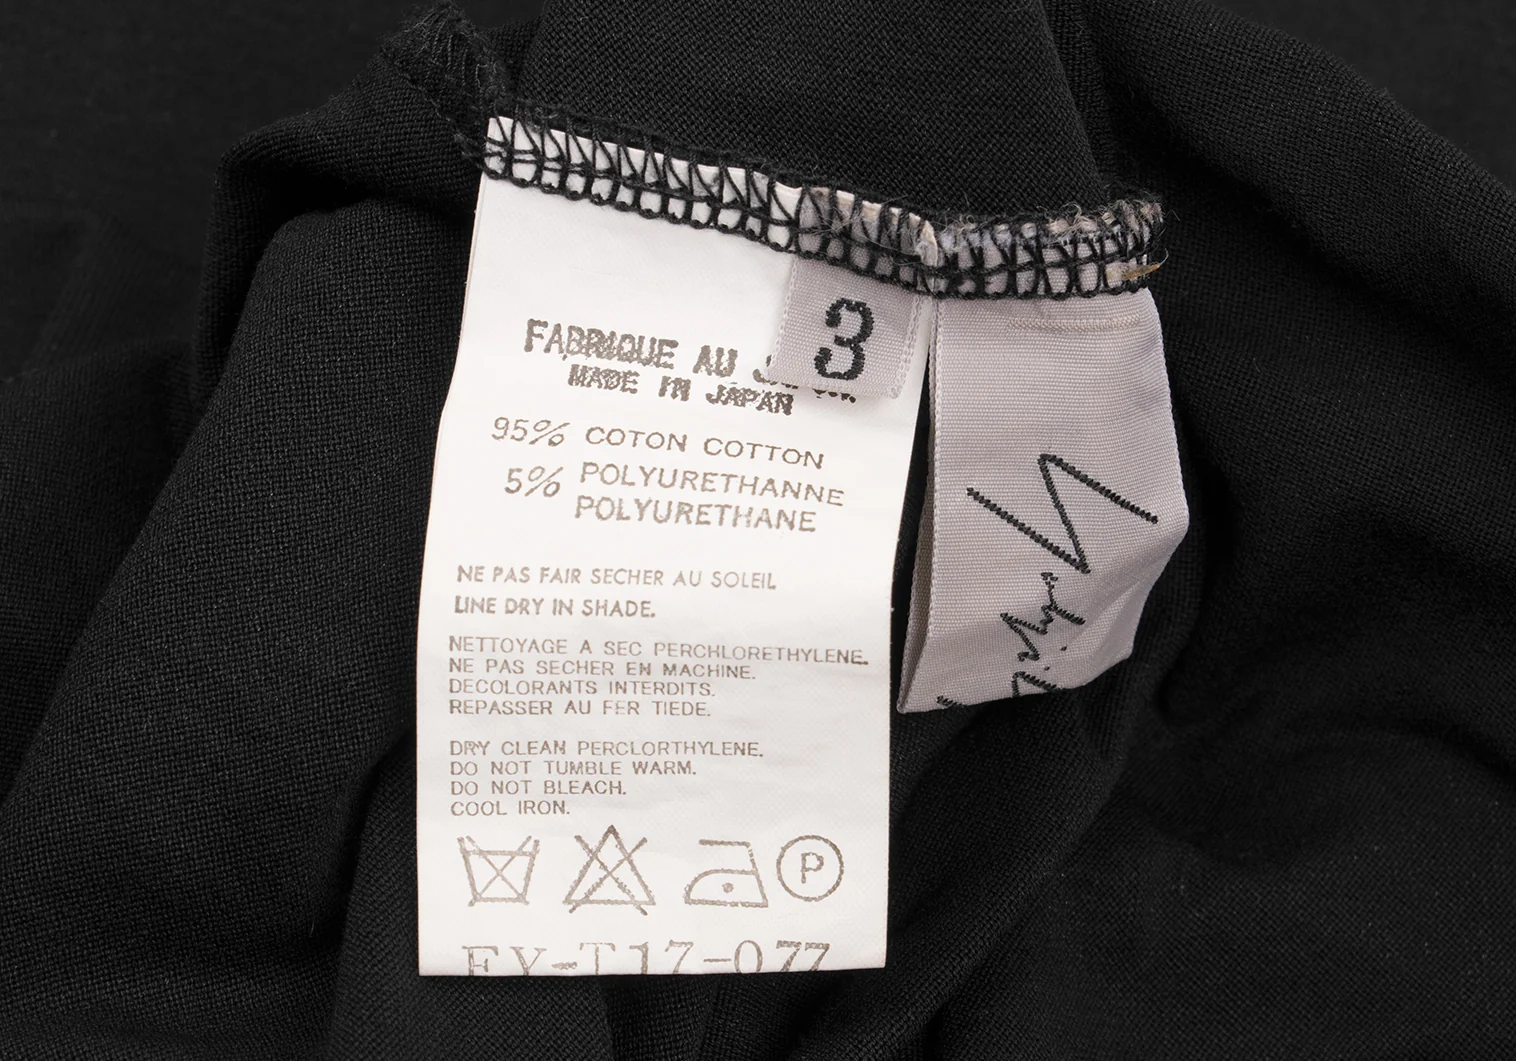 FABRIQUE AU
MADE IN JAPAN
3
95% COTON COTTON
5% POLYURETHANNE
POLYURETHANE
NE PAS FAIR SECHER AU SOLEIL
LINE DRY IN SHADE.
NETTOYAGE A SEC PERCHLORETHYLENE.
NE PAS SECHER EN MACHINE.
DECOLORANTS INTERDITS.
REPASSER AU FER TIEDE.
DRY CLEAN PERCLORTHYLENE.
DO NOT TUMBLE WARM.
DO NOT BLEACH.
COOL IRON.
P